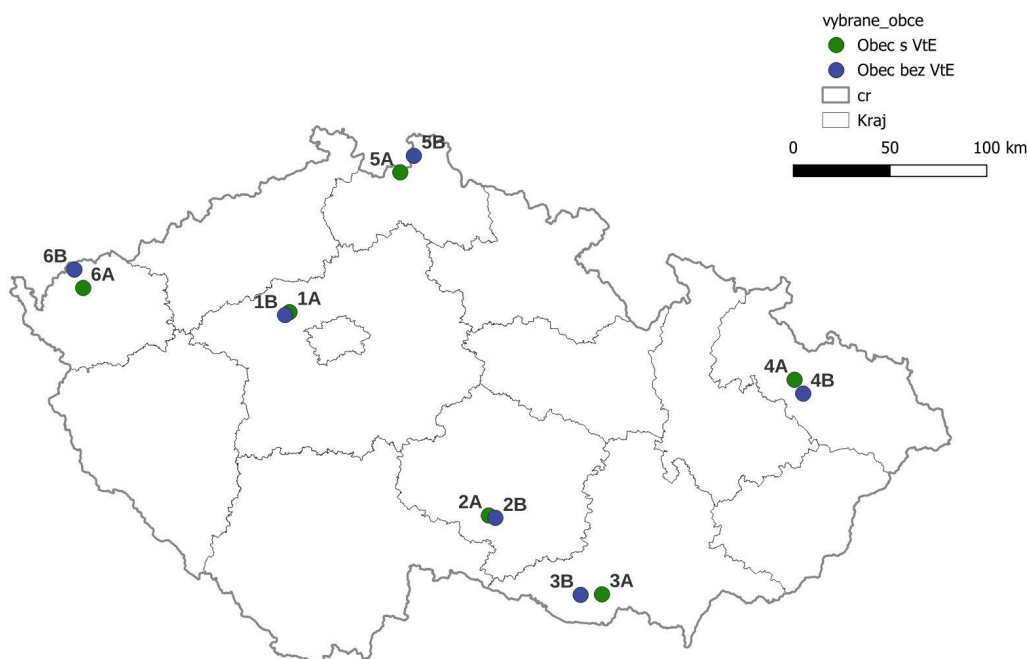 vybrane_obce
Obec s VtE
Obec bez VtE
cr
Kraj
0 50 100 km
5B
5A
6B
6A
1B 1A
4A
4B
2A 2B
3B 3A